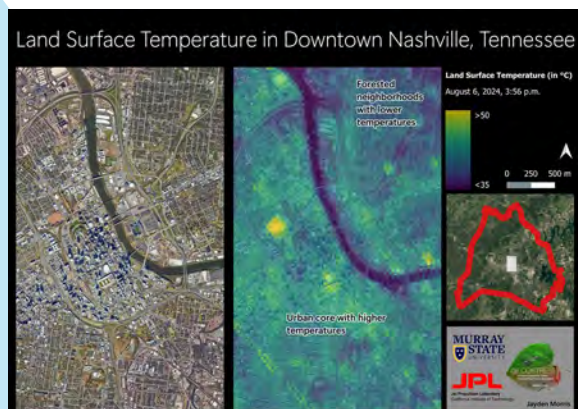 Land Surface Temperature in Downtown Nashville, Tennessee
Forested
neighborhoods
with lower
temperatures
Urban core with higher
temperatures
Land Surface Temperature (in °C)
August 6, 2024, 3:56 p.m.
>50
<35
0 250 500 m
MURRAY
STATE
UNIVERSITY
JPL
Jet Propulsion Laboratory
California Institute of Technology
Jayden Morris